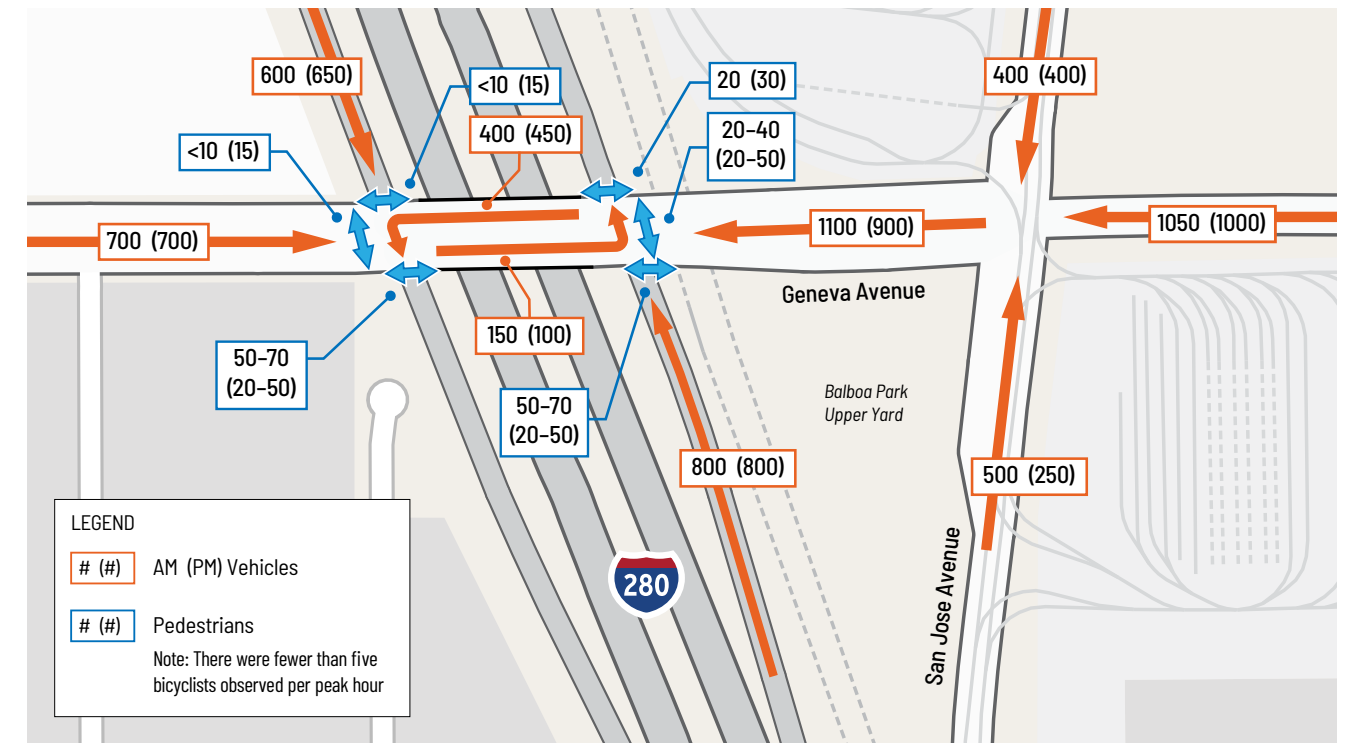 600 (650)
<10 (15)
20 (30)
400 (400)
400 (450)
20–40
(20–50)
<10 (15)
700 (700)
1100 (900)
1050 (1000)
Geneva Avenue
150 (100)
50–70
(20–50)
50–70
(20–50)
Balboa Park
Upper Yard
800 (800)
500 (250)
San Jose Avenue
280
LEGEND
# (#) AM (PM) Vehicles
# (#) Pedestrians
Note: There were fewer than five
bicyclists observed per peak hour